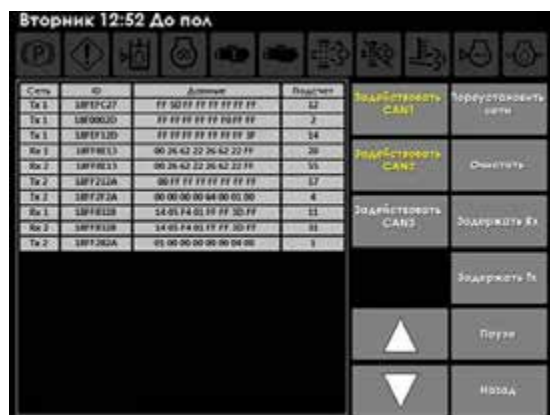 Вторник 12:52 До пол
Сеть ID Данные Подсчет
Tx 1 18FEFC27 FF 5D FF FF FF FF FF FF 12
Tx 1 FF FF FF FF FF F0 FF FF 2
Tx 1 18FEF12D FF FF FF FF FF FF FF 3F 14
Rx 1 18FF8E13 00 26 62 22 26 62 22 FF 20
Rx 2 18FF8E13 00 26 62 22 26 62 22 FF 55
Tx 2 18FF212A 00 FF FF FF FF FF FF FF 17
Tx 2 18FF2F2A 00 00 00 00 64 00 01 00 4
Rx 1 14 05 F4 01 FF FF 3D FF 11
Rx 2 14 05 F4 01 FF FF 3D FF 31
Tx 2 18FF282A 01 00 00 00 00 00 04 00 1
Задействовать
CAN1
Переустановить
сети
Задействовать
CAN2
Очистить
Задействовать
CAN3
Задержать Rx
Задержать Tx
Пауза
Назад